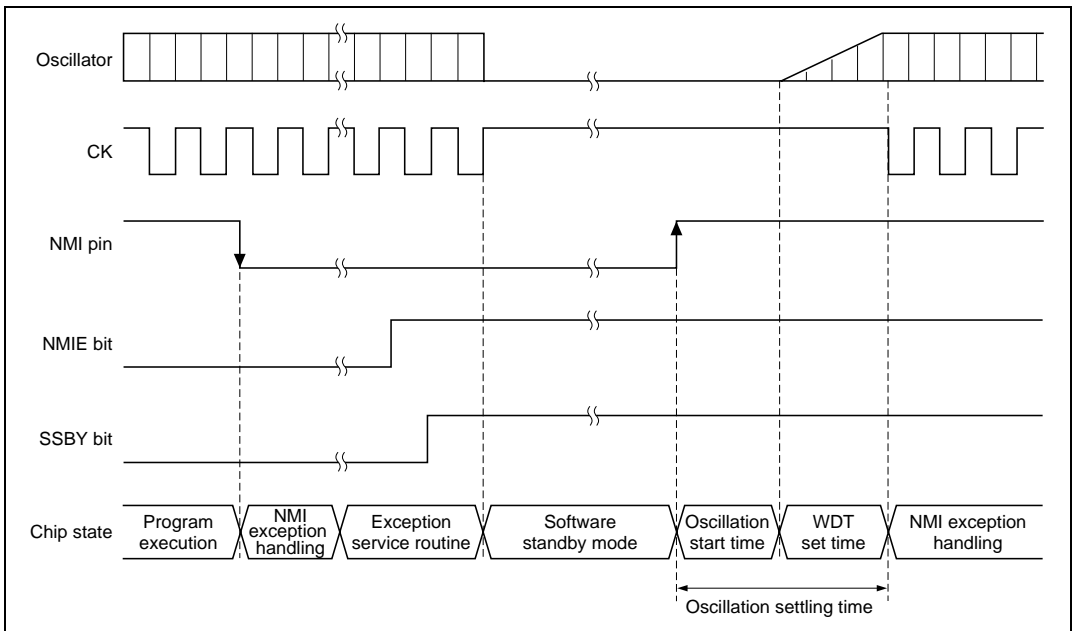 Oscillator
CK
NMI pin
NMIE bit
SSBY bit
Chip state
Program
execution
NMI
exception
handling
Exception
service routine
Software
standby mode
Oscillation
start time
WDT
set time
NMI exception
handling
Oscillation settling time